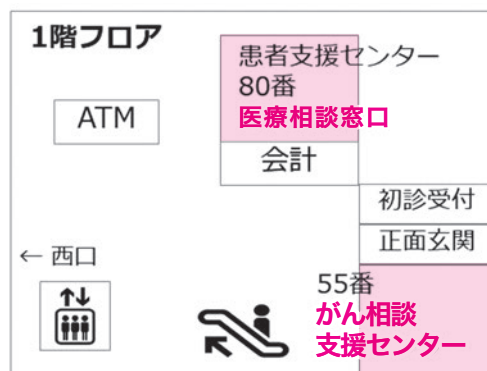 1階フロア
患者支援センター
80番
医療相談窓口
ATM
会計
初診受付
正面玄関
← 西口
55番
がん相談
支援センター